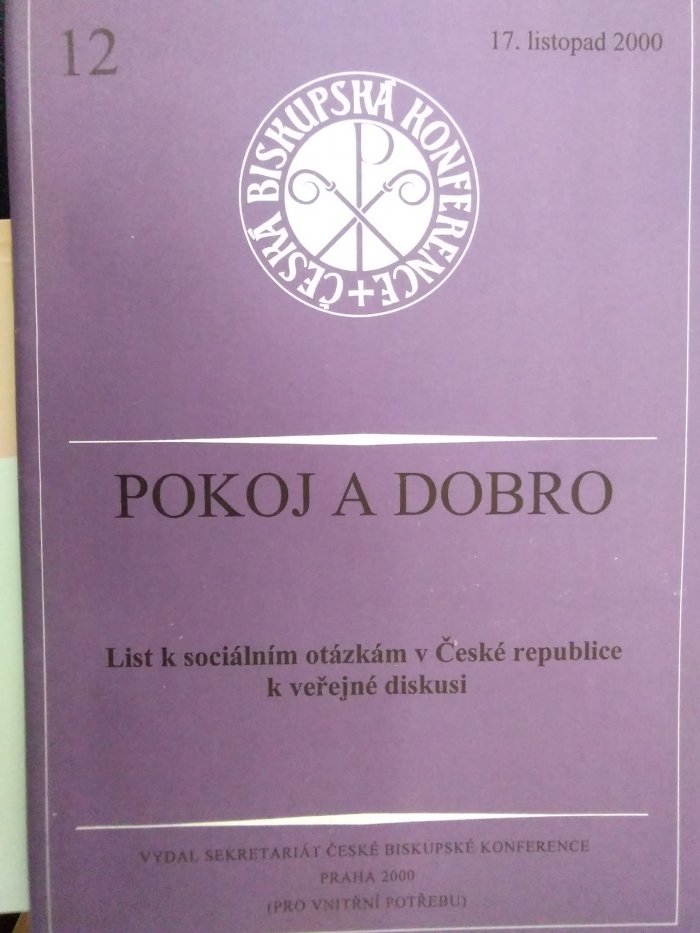 12
17. listopad 2000
ČESKÁ BISKUPSKÁ KONFERENCE
POKOJ A DOBRO
List k sociálním otázkám v České republice
k veřejné diskusi
VYDAL SEKRETARIÁT ČESKÉ BISKUPSKÉ KONFERENCE
PRAHA 2000
(PRO VNITŘNÍ POTŘEBU)